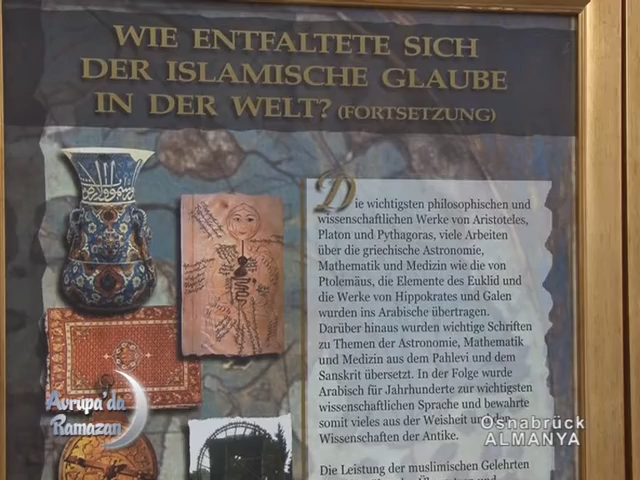 WIE ENTFALTETE SICH
DER ISLAMISCHE GLAUBE
IN DER WELT? (FORTSETZUNG)
Die wichtigsten philosophischen und
wissenschaftlichen Werke von Aristoteles,
Platon und Pythagoras, viele Arbeiten
über die griechische Astronomie,
Mathematik und Medizin wie die von
Ptolemäus, die Elemente des Euklid und
die Werke von Hippokrates und Galen
wurden ins Arabische übertragen.
Darüber hinaus wurden wichtige Schriften
zu Themen der Astronomie, Mathematik
und Medizin aus dem Pahlevi und dem
Sanskrit übersetzt. In der Folge wurde
Arabisch für Jahrhunderte zur wichtigsten
wissenschaftlichen Sprache und bewahrte
somit vieles aus der Weisheit und den
Wissenschaften der Antike.
Die Leistung der muslimischen Gelehrten
Avrupa'da
Ramazan
Osnabrück
ALMANYA